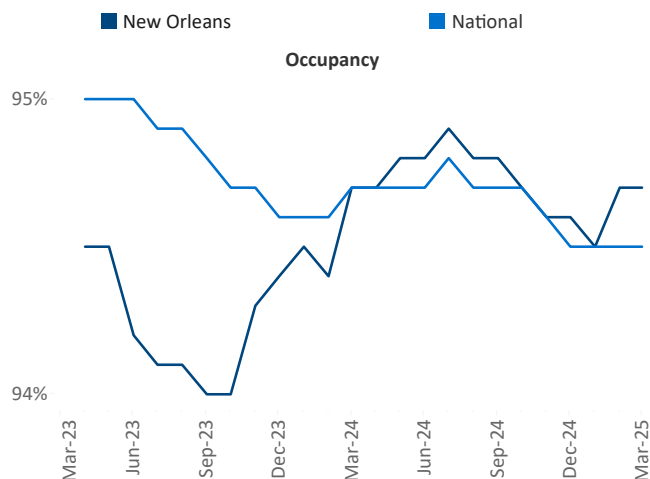 New Orleans
National
Occupancy
95%
94%
Mar-23
Jun-23
Sep-23
Dec-23
Mar-24
Jun-24
Sep-24
Dec-24
Mar-25